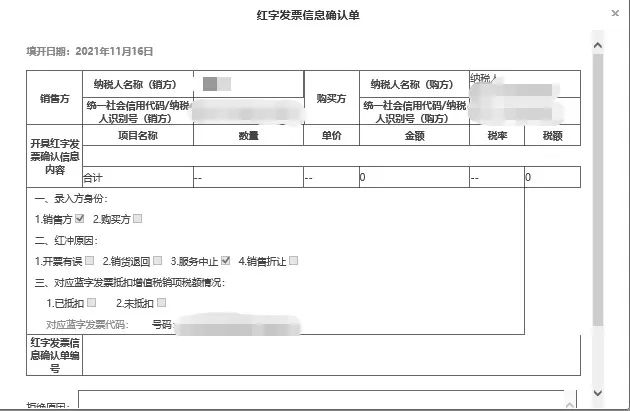 红字发票信息确认单
填开日期：2021年11月16日
销售方
纳税人名称（销方）
购买方
纳税人名称（购方）
纳税人
统一社会信用代码/纳税人识别号（销方）
统一社会信用代码/纳税人识别号（购方）
开具红字发票确认信息内容
项目名称 数量 单价 金额 税率 税额
合计 -- -- 0 -- 0
一、录入方身份：
1.销售方 2.购买方
二、红冲原因：
1.开票有误 2.销货退回 3.服务中止 4.销售折让
三、对应蓝字发票抵扣增值税销项税额情况：
1.已抵扣 2.未抵扣
对应蓝字发票代码： 号码：
红字发票信息确认单编号
拒绝原因：